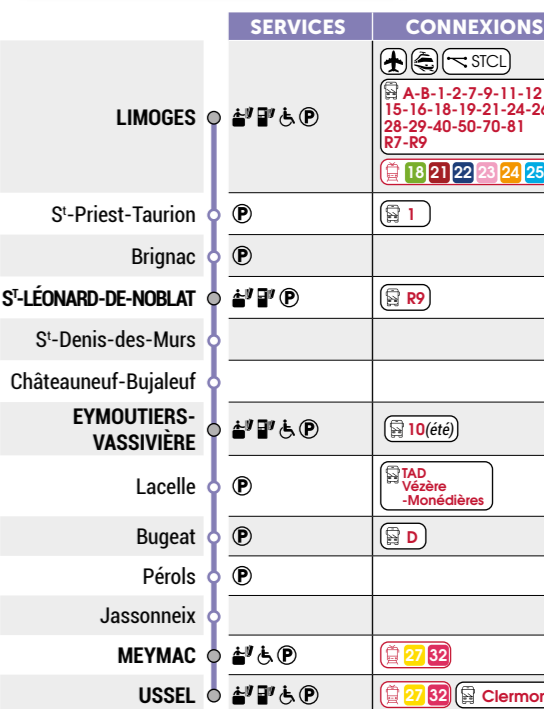 SERVICES CONNEXIONS
STCL
LIMOGES P A-B-1-2-7-9-11-12
15-16-18-19-21-24-26
28-29-40-50-70-81
R7-R9
18 21 22 23 24 25
St-Priest-Taurion P 1
Brignac P
ST-LÉONARD-DE-NOBLAT P R9
St-Denis-des-Murs
Châteauneuf-Bujaleuf
EYMOUTIERS-
VASSIVIÈRE P 10(été)
Lacelle P TAD
Vézère
-Monédières
Bugeat P D
Pérols P
Jassonneix
MEYMAC P 27 32
USSEL P 27 32